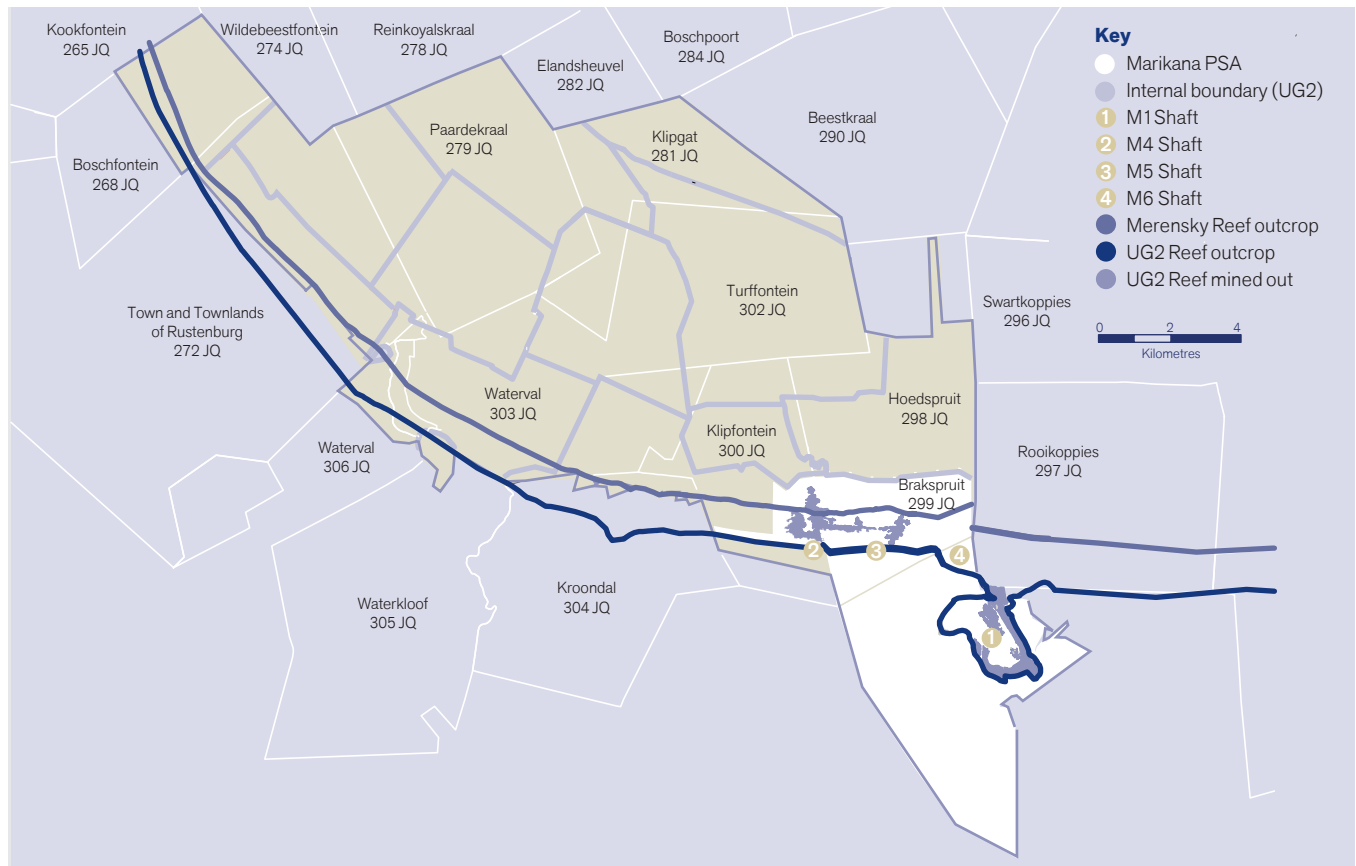 Kookfontein
265 JQ
Wildebeestfontein
274 JQ
Reinkoyalskraal
278 JQ
Elandsheuvel
282 JQ
Boschpoort
284 JQ
Beestkraal
290 JQ
Boschfontein
268 JQ
Paardekraal
279 JQ
Klipgat
281 JQ
Town and Townlands
of Rustenburg
272 JQ
Turffontein
302 JQ
Swartkoppies
296 JQ
Waterval
303 JQ
Hoedspruit
298 JQ
Klipfontein
300 JQ
Waterval
306 JQ
Rooikoppies
297 JQ
Brakspruit
299 JQ
Waterkloof
305 JQ
Kroondal
304 JQ
2
3
4
1
Key
Marikana PSA
Internal boundary (UG2)
1 M1 Shaft
2 M4 Shaft
3 M5 Shaft
4 M6 Shaft
Merensky Reef outcrop
UG2 Reef outcrop
UG2 Reef mined out
0 2 4
Kilometres